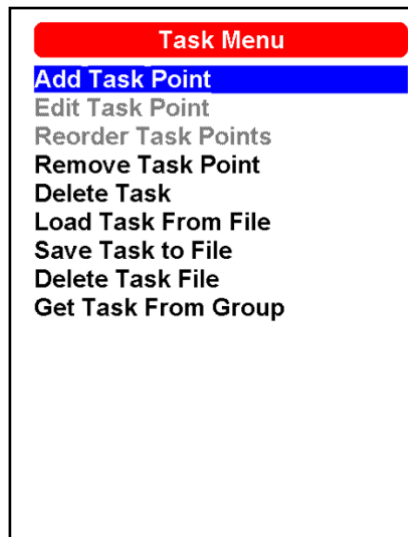 Task Menu
Add Task Point
Edit Task Point
Reorder Task Points
Remove Task Point
Delete Task
Load Task From File
Save Task to File
Delete Task File
Get Task From Group